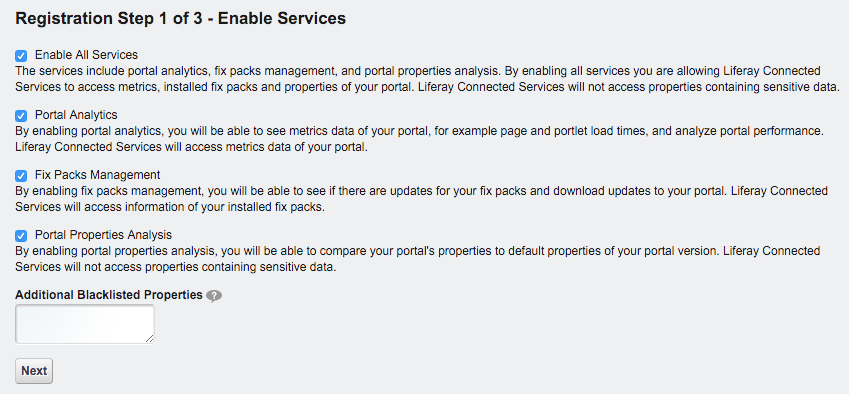 Registration Step 1 of 3 - Enable Services
Enable All Services
The services include portal analytics, fix packs management, and portal properties analysis. By enabling all services you are allowing Liferay Connected
Services to access metrics, installed fix packs and properties of your portal. Liferay Connected Services will not access properties containing sensitive data.
Portal Analytics
By enabling portal analytics, you will be able to see metrics data of your portal, for example page and portlet load times, and analyze portal performance.
Liferay Connected Services will access metrics data of your portal.
Fix Packs Management
By enabling fix packs management, you will be able to see if there are updates for your fix packs and download updates to your portal. Liferay Connected
Services will access information of your installed fix packs.
Portal Properties Analysis
By enabling portal properties analysis, you will be able to compare your portal's properties to default properties of your portal version. Liferay Connected
Services will not access properties containing sensitive data.
Additional Blacklisted Properties ?
Next